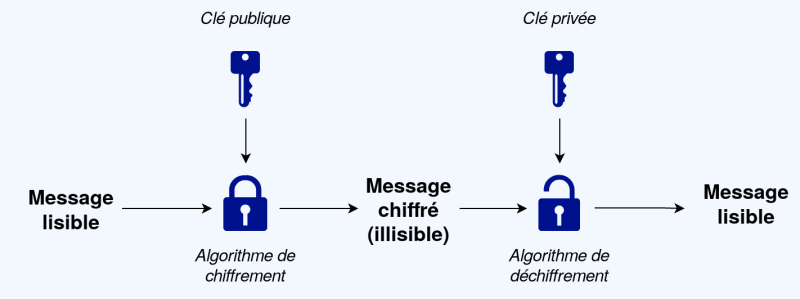 Clé publique
Clé privée
Message
lisible
Message
chiffré
(illisible)
Message
lisible
Algorithme de
chiffrement
Algorithme de
déchiffrement